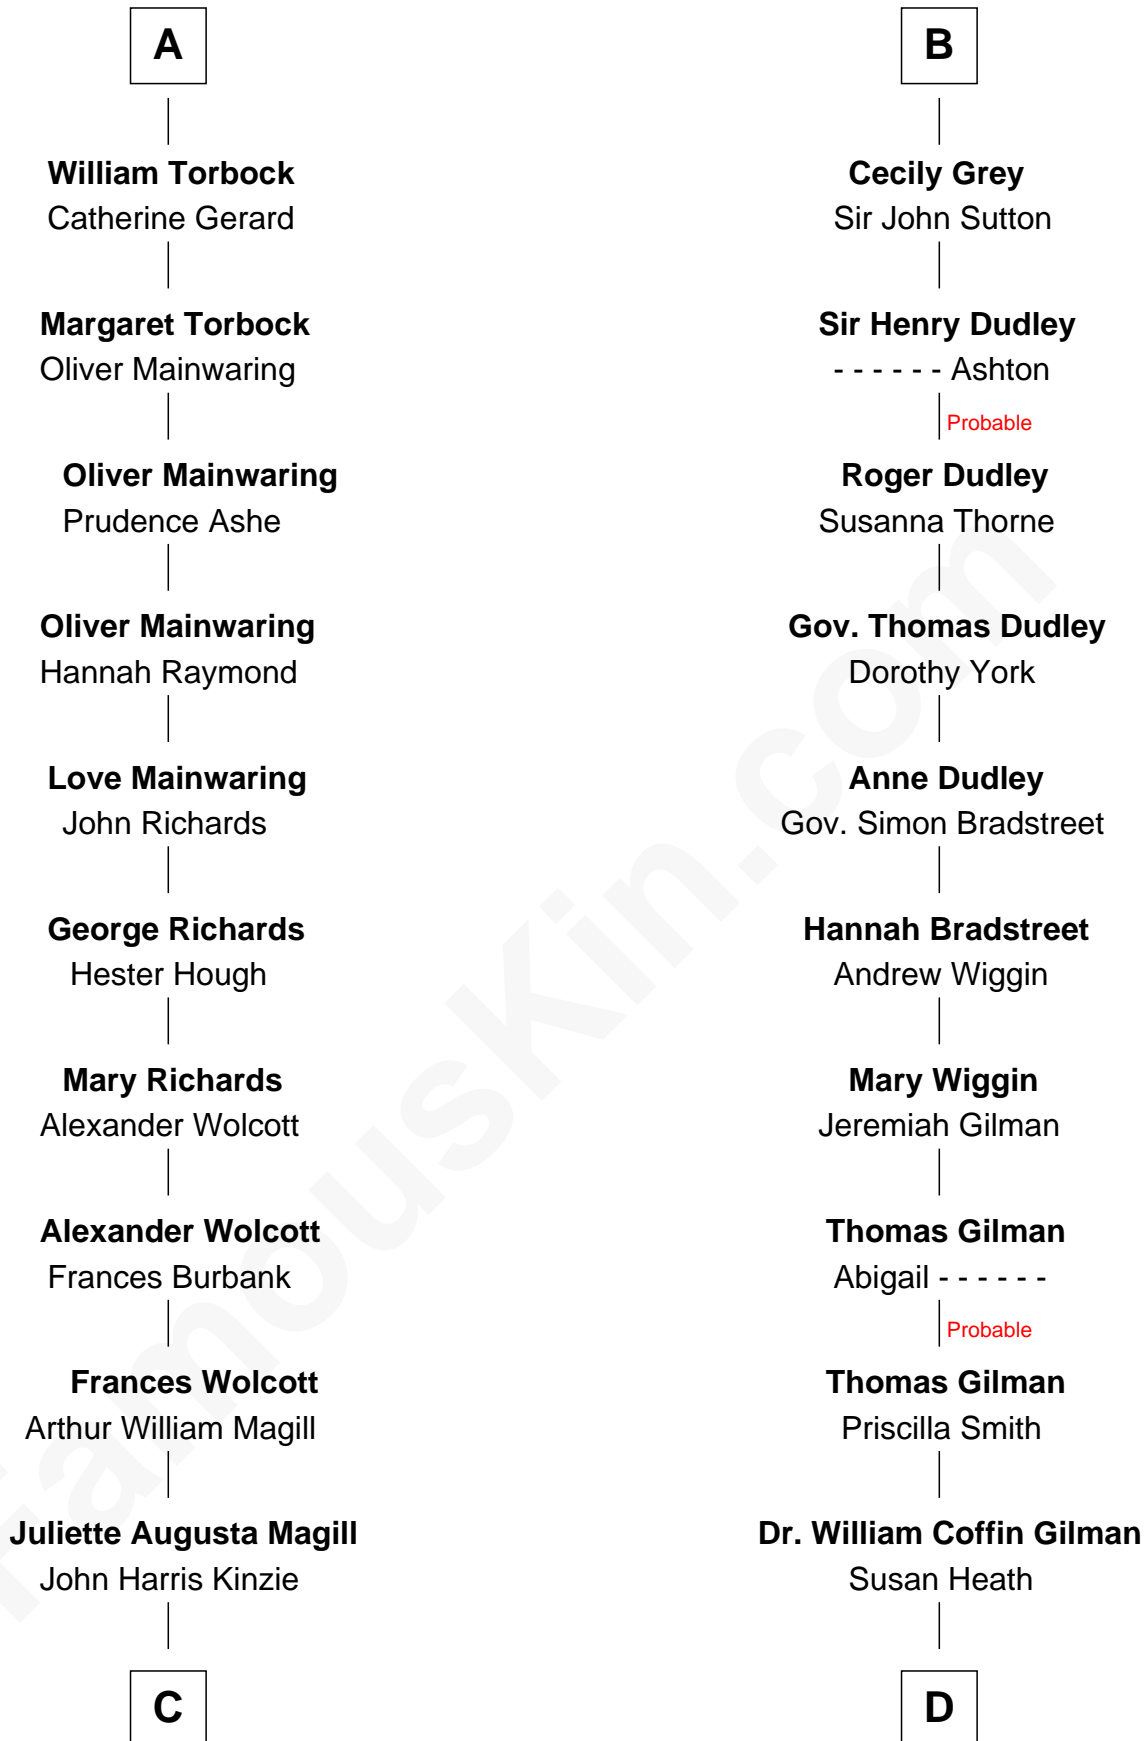 A
William Torbock
Catherine Gerard
Margaret Torbock
Oliver Mainwaring
Oliver Mainwaring
Prudence Ashe
Oliver Mainwaring
Hannah Raymond
Love Mainwaring
John Richards
George Richards
Hester Hough
Mary Richards
Alexander Wolcott
Alexander Wolcott
Frances Burbank
Frances Wolcott
Arthur William Magill
Juliette Augusta Magill
John Harris Kinzie
C
B
Cecily Grey
Sir John Sutton
Sir Henry Dudley
- - - - - - Ashton
Probable
Roger Dudley
Susanna Thorne
Gov. Thomas Dudley
Dorothy York
Anne Dudley
Gov. Simon Bradstreet
Hannah Bradstreet
Andrew Wiggin
Mary Wiggin
Jeremiah Gilman
Thomas Gilman
Abigail - - - - - -
Probable
Thomas Gilman
Priscilla Smith
Dr. William Coffin Gilman
Susan Heath
D
FamousKin.com